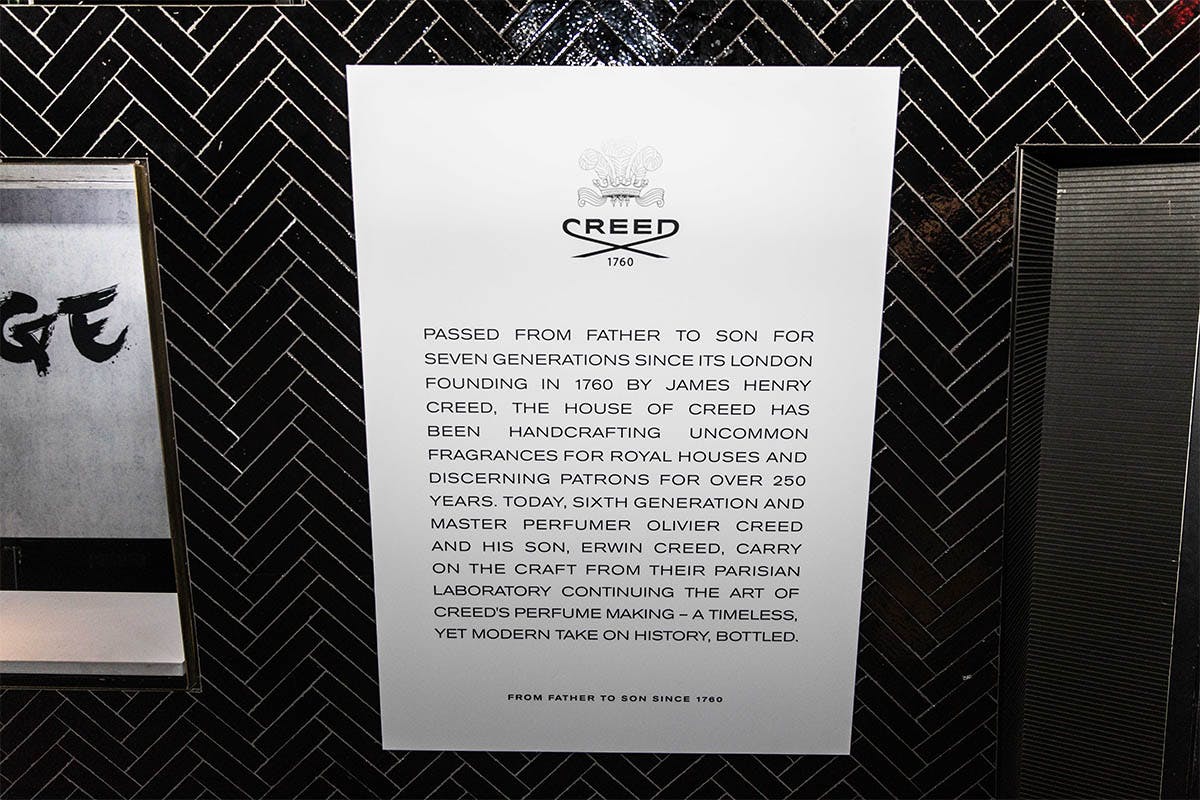 GE
CREED
1760
PASSED FROM FATHER TO SON FOR
SEVEN GENERATIONS SINCE ITS LONDON
FOUNDING IN 1760 BY JAMES HENRY
CREED, THE HOUSE OF CREED HAS
BEEN HANDCRAFTING UNCOMMON
FRAGRANCES FOR ROYAL HOUSES AND
DISCERNING PATRONS FOR OVER 250
YEARS. TODAY, SIXTH GENERATION AND
MASTER PERFUMER OLIVIER CREED
AND HIS SON, ERWIN CREED, CARRY
ON THE CRAFT FROM THEIR PARISIAN
LABORATORY CONTINUING THE ART OF
CREED'S PERFUME MAKING – A TIMELESS,
YET MODERN TAKE ON HISTORY, BOTTLED.
FROM FATHER TO SON SINCE 1760